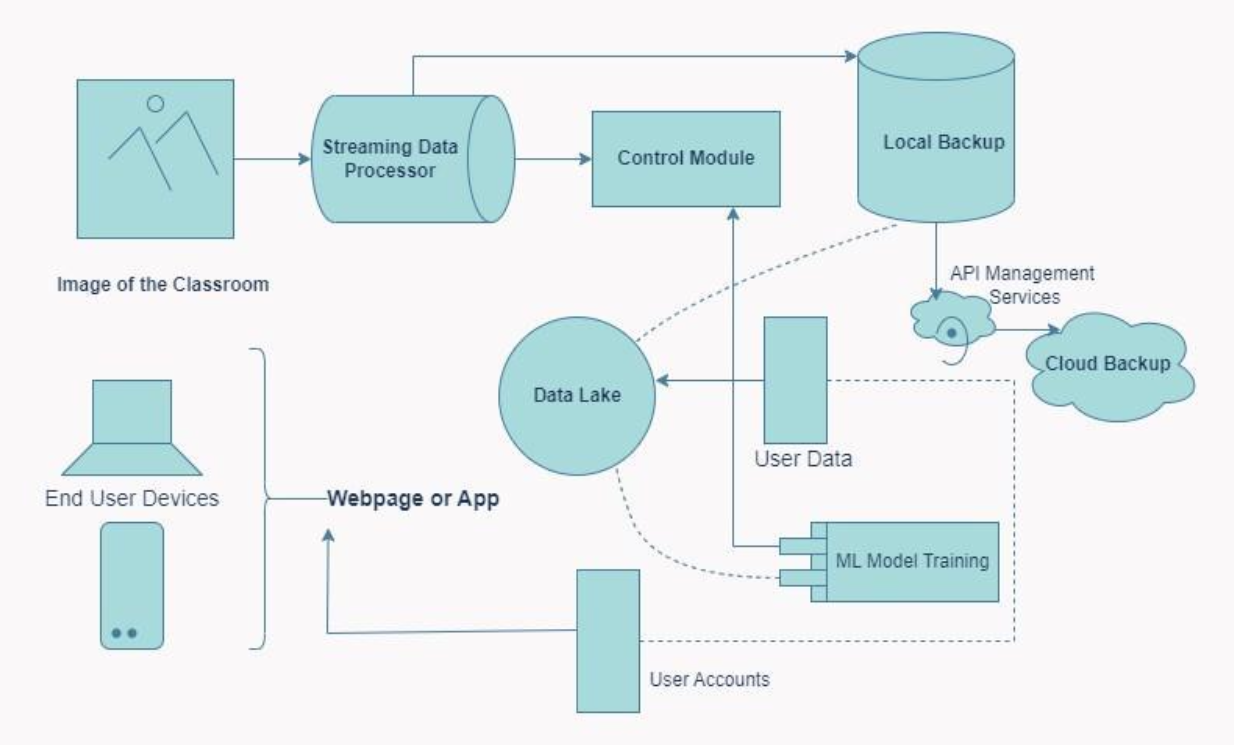 Streaming Data
Processor
Control Module
Local Backup
Image of the Classroom
API Management
Services
Cloud Backup
Data Lake
User Data
End User Devices
Webpage or App
ML Model Training
User Accounts